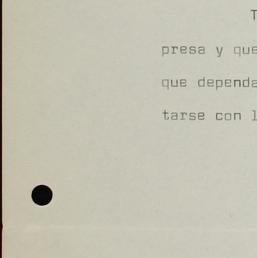 T
presa y que
que depend
tarse con l